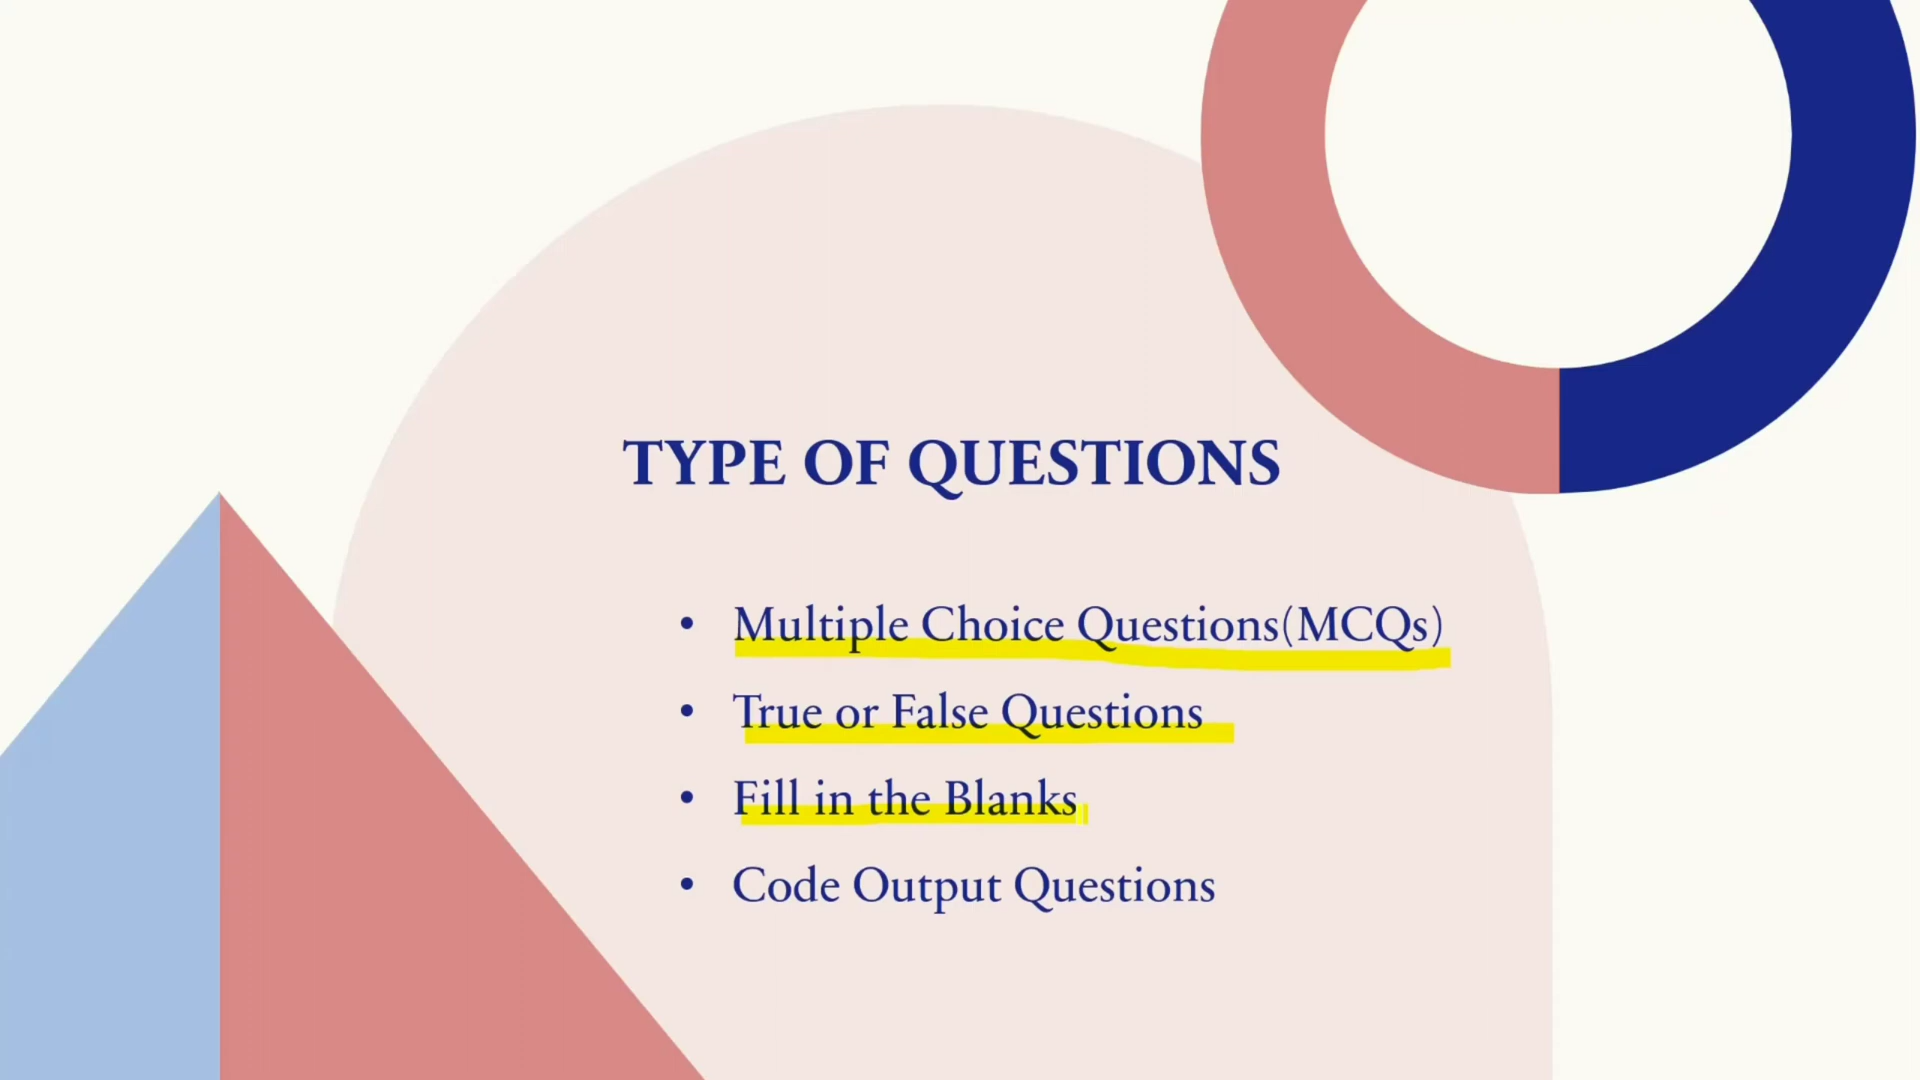 TYPE OF QUESTIONS
• Multiple Choice Questions(MCQs)
• True or False Questions
• Fill in the Blanks
• Code Output Questions